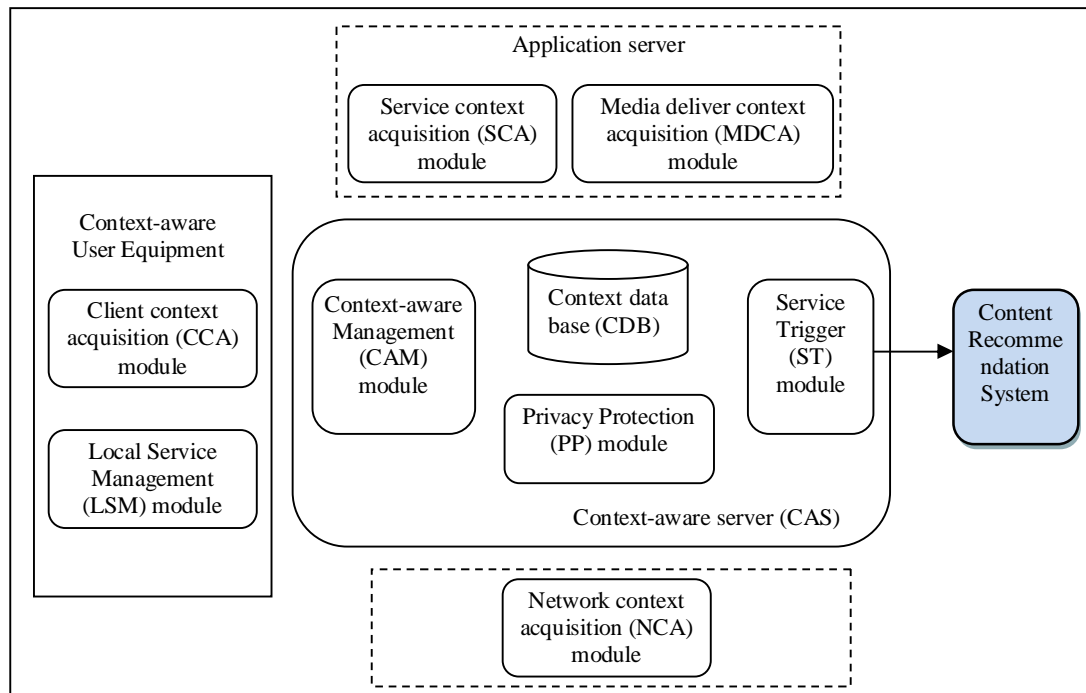 Application server
Service context
acquisition (SCA)
module
Media deliver context
acquisition (MDCA)
module
Context-aware
User Equipment
Client context
acquisition (CCA)
module
Local Service
Management
(LSM) module
Context-aware
Management
(CAM)
module
Context data
base (CDB)
Privacy Protection
(PP) module
Service
Trigger
(ST)
module
Context-aware server (CAS)
Content
Recomme
ndation
System
Network context
acquisition (NCA)
module